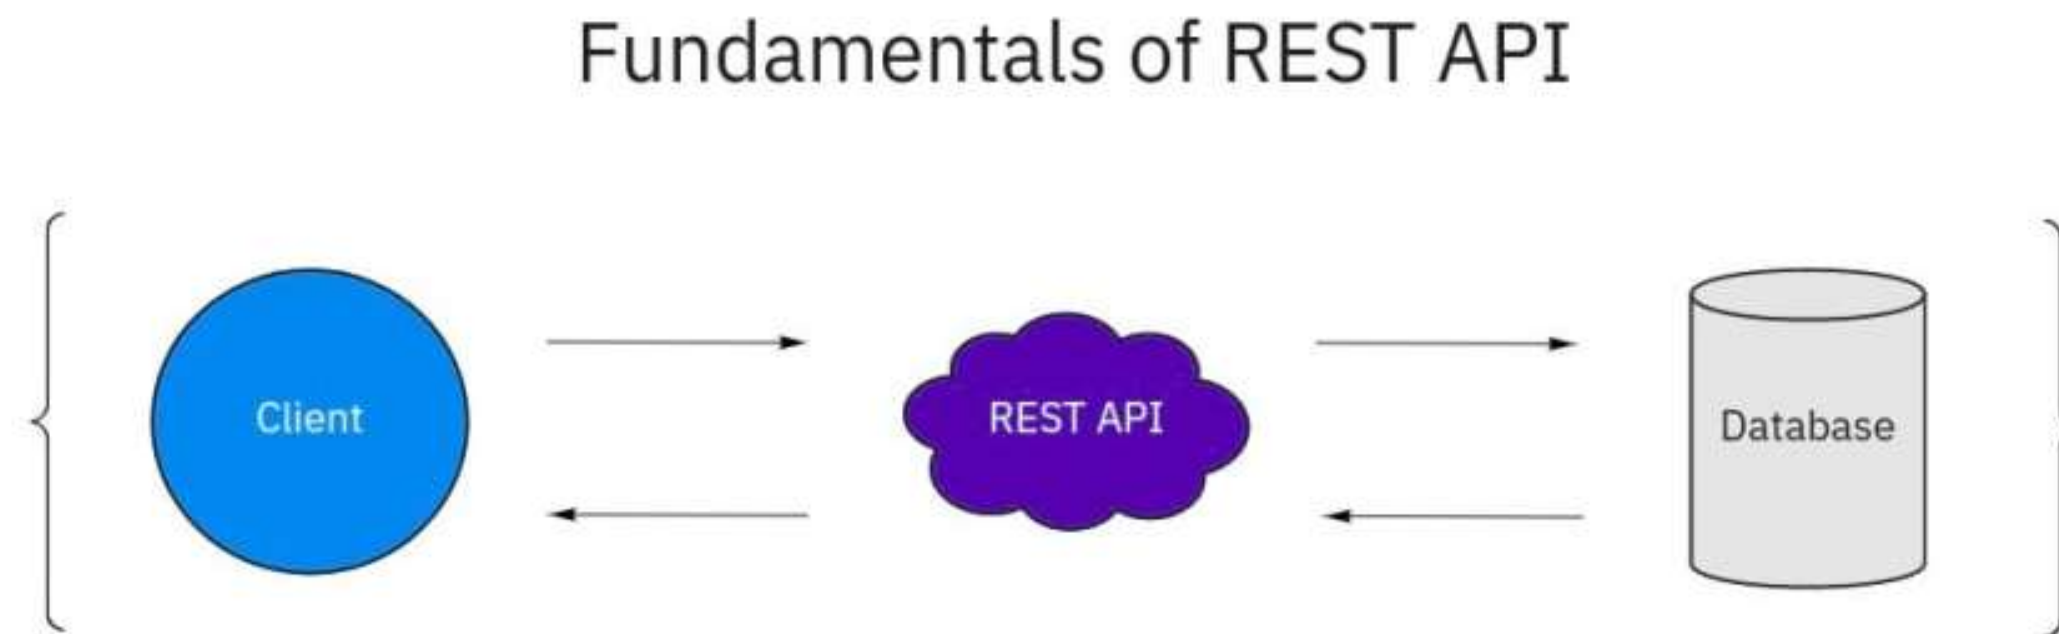 Fundamentals of REST API
Client
REST API
Database